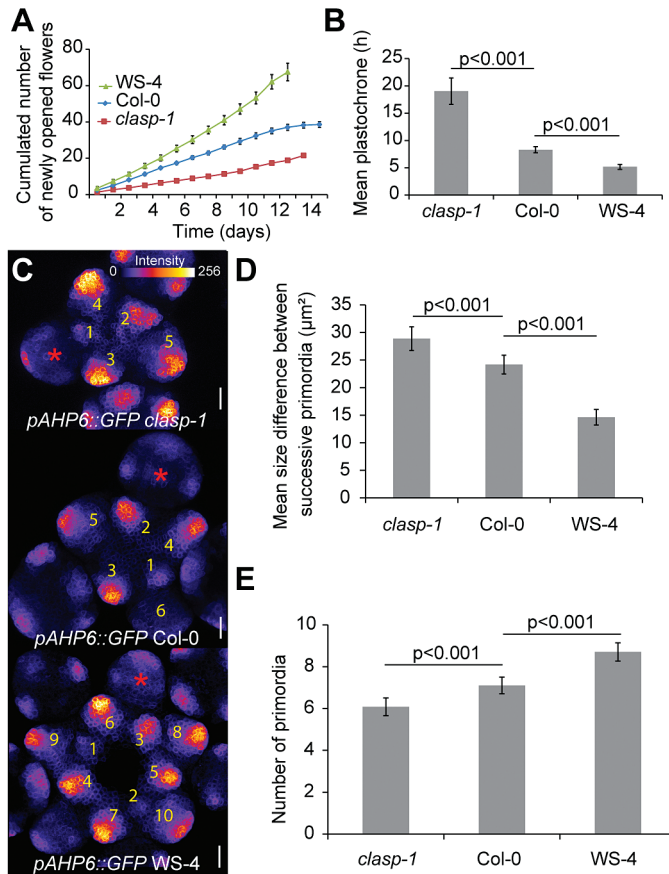 A
Cumulated number
of newly opened flowers
80
60
40
20
0
WS-4
Col-0
clasp-1
2 4 6 8 10 12 14
Time (days)
B
Mean plastochrone (h)
25
20
15
10
5
0
p<0.001
p<0.001
clasp-1 Col-0 WS-4
C
Intensity
0 256
4
1 2
5
*
3
pAHP6::GFP clasp-1
*
5 2
4
3 1
6
pAHP6::GFP Col-0
*
6
9 1 3 8
4 5
2
7 10
pAHP6::GFP WS-4
D
Mean size difference between
successive primordia (µm²)
35
30
25
20
15
10
5
0
p<0.001
p<0.001
clasp-1 Col-0 WS-4
E
Number of primordia
10
8
6
4
2
0
p<0.001
p<0.001
clasp-1 Col-0 WS-4